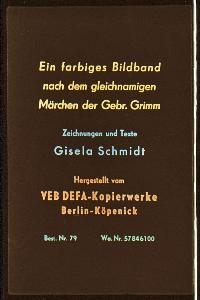 Ein farbiges Bildband
nach dem gleichnamigen
Märchen der Gebr. Grimm
Zeichnungen und Texte
Gisela Schmidt
Hergestellt vom
VEB DEFA-Kopierwerke
Berlin-Köpenick
Best. Nr. 79 Wa. Nr. 57846100